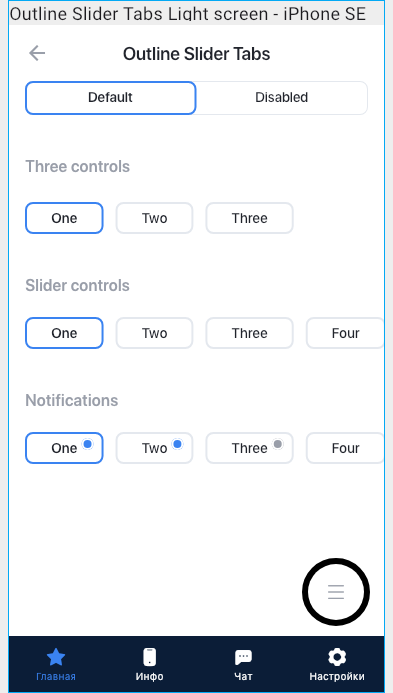 Outline Slider Tabs Light screen - iPhone SE
Outline Slider Tabs
Default Disabled
Three controls
One Two Three
Slider controls
One Two Three Four
Notifications
One Two Three Four
Главная Инфо Чат Настройки